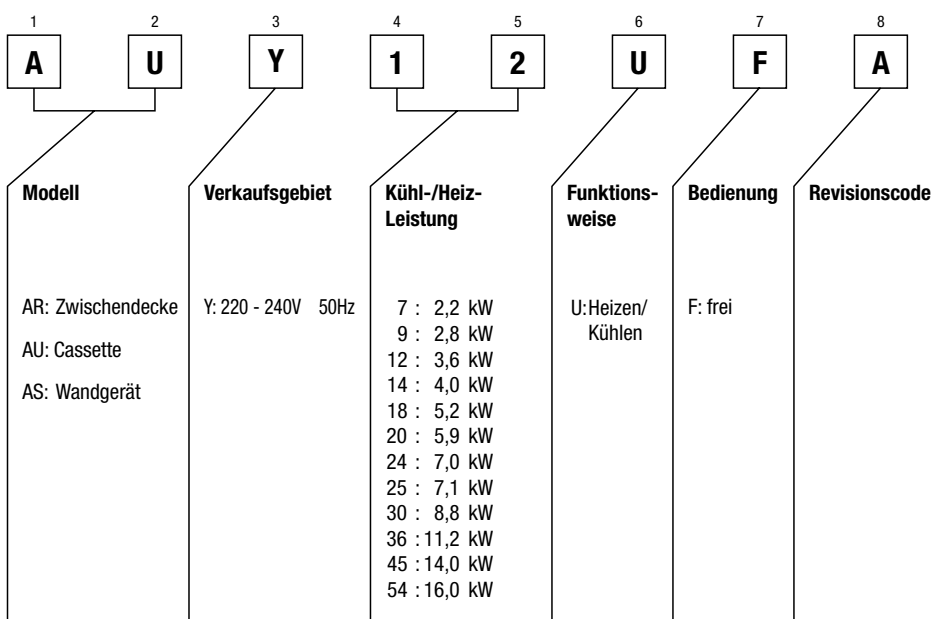 1 2 3 4 5 6 7 8
A U Y 1 2 U F A
Modell
AR: Zwischendecke
AU: Cassette
AS: Wandgerät
Verkaufsgebiet
Y: 220 - 240V 50Hz
Kühl-/Heiz-
Leistung
7 : 2,2 kW
9 : 2,8 kW
12 : 3,6 kW
14 : 4,0 kW
18 : 5,2 kW
20 : 5,9 kW
24 : 7,0 kW
25 : 7,1 kW
30 : 8,8 kW
36 : 11,2 kW
45 : 14,0 kW
54 : 16,0 kW
Funktions-
weise
U: Heizen/
Kühlen
Bedienung
F: frei
Revisionscode